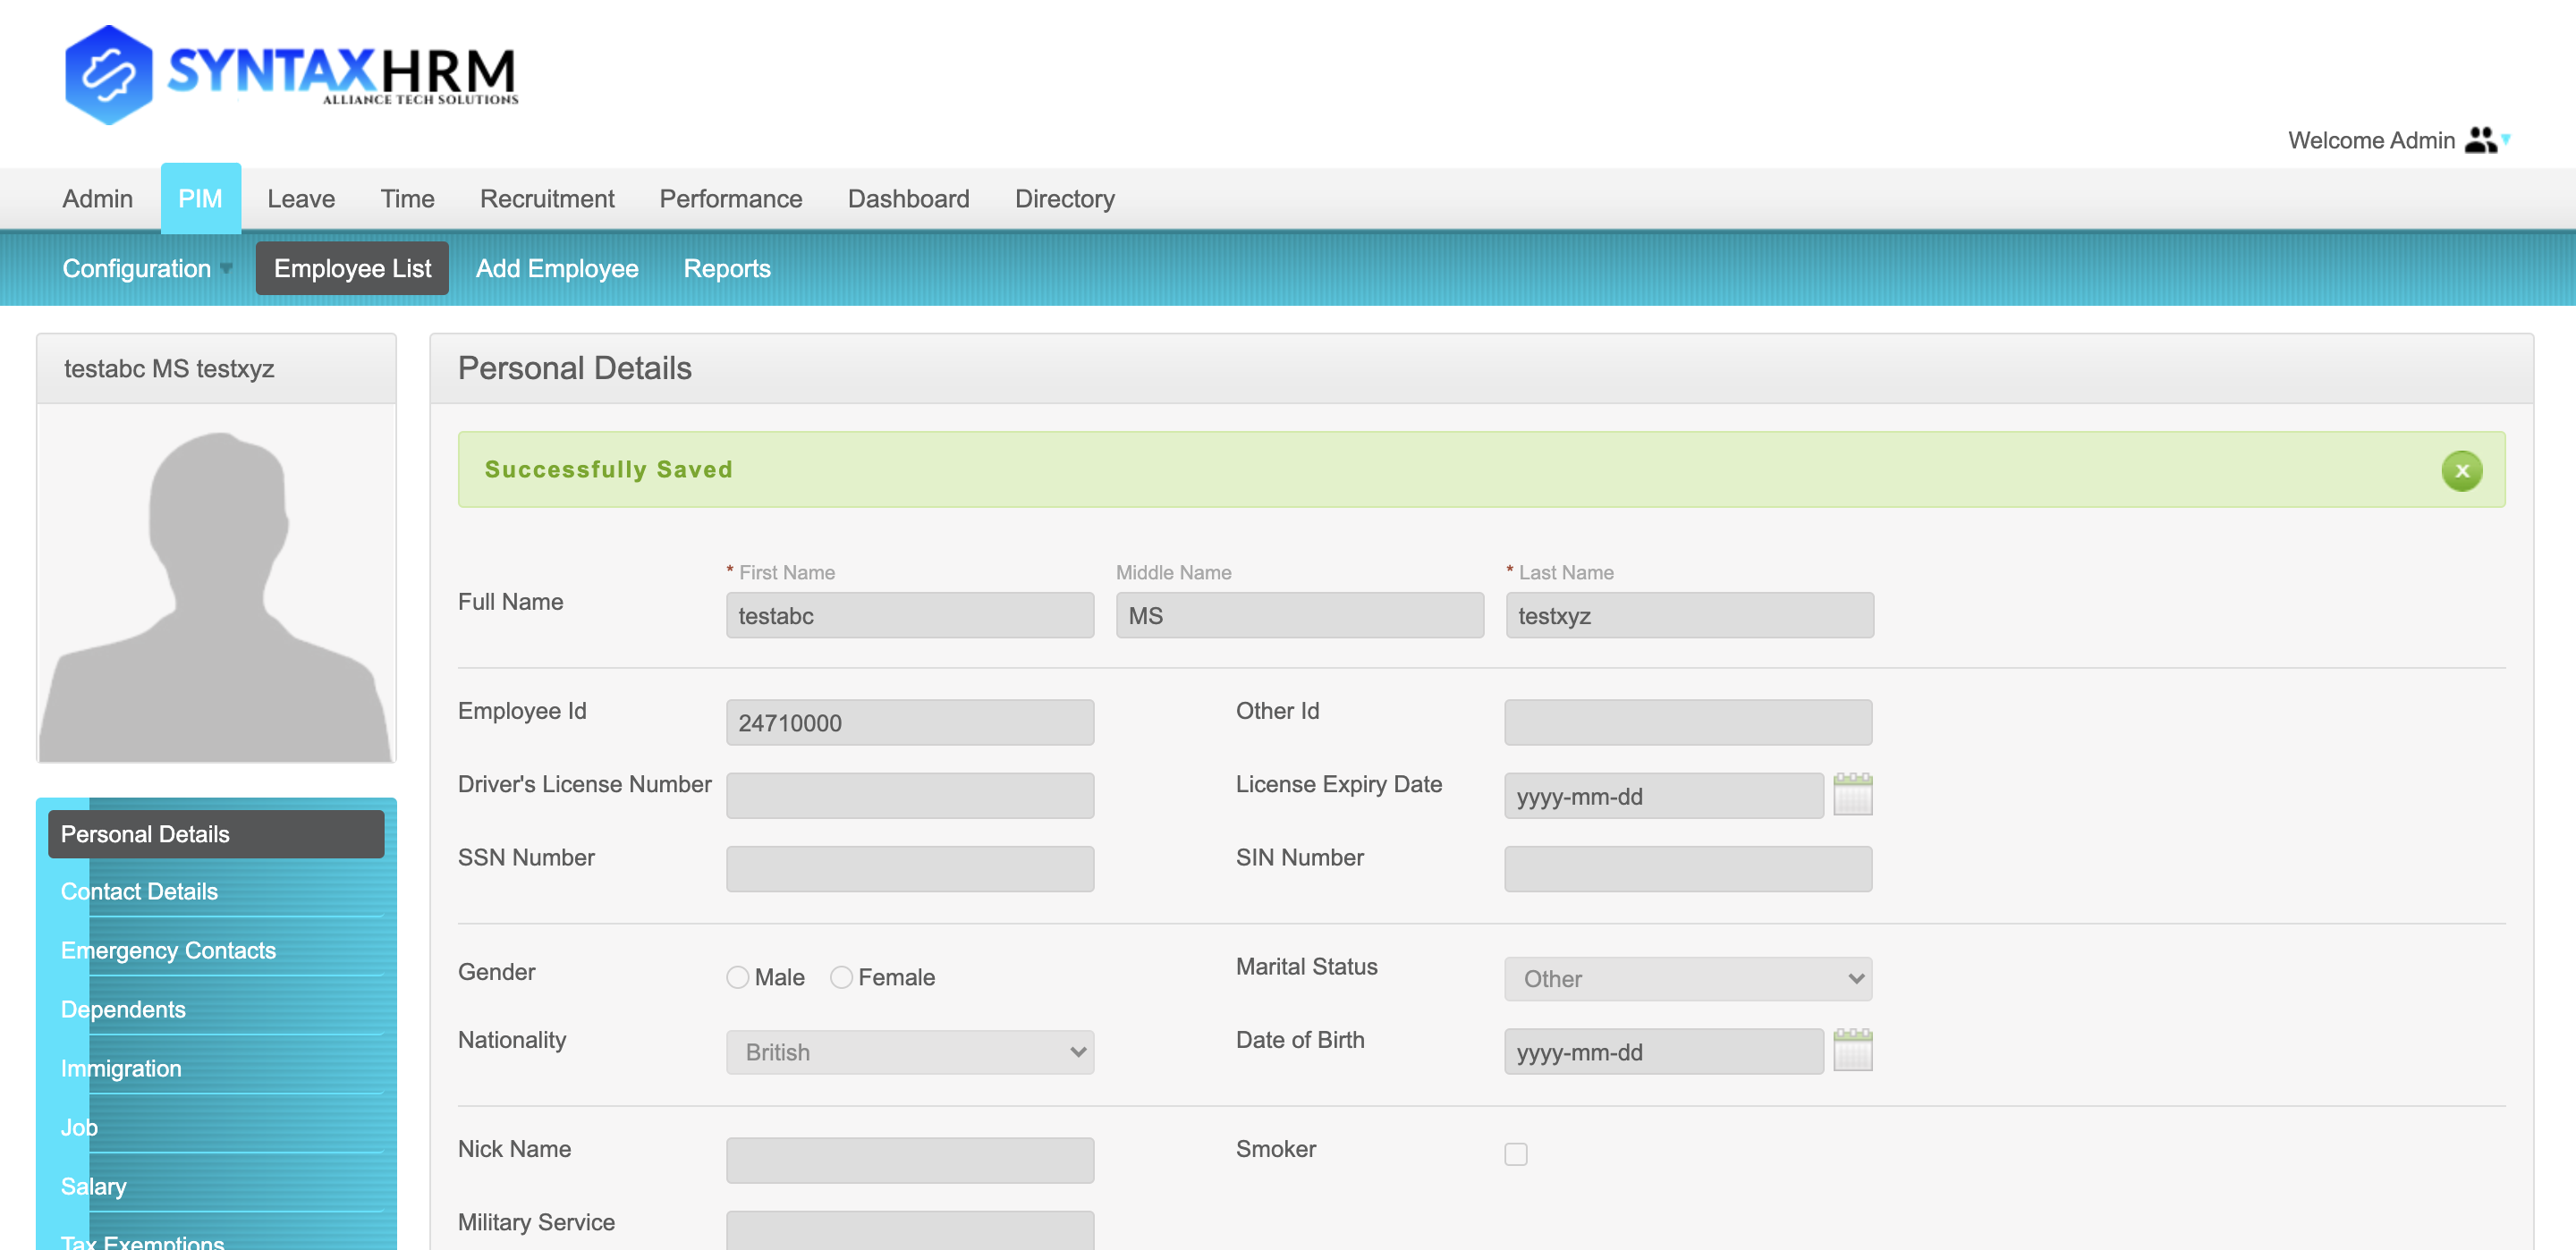 SYNTAXHRM
ALLIANCE TECH SOLUTIONS
Welcome Admin
Admin PIM Leave Time Recruitment Performance Dashboard Directory
Configuration Employee List Add Employee Reports
testabc MS testxyz
Personal Details
Contact Details
Emergency Contacts
Dependents
Immigration
Job
Salary
Tax Exemptions
Personal Details
Successfully Saved
x
* First Name Middle Name * Last Name
Full Name testabc MS testxyz
Employee Id 24710000 Other Id
Driver's License Number License Expiry Date yyyy-mm-dd
SSN Number SIN Number
Gender Male Female Marital Status Other
Nationality British Date of Birth yyyy-mm-dd
Nick Name Smoker
Military Service